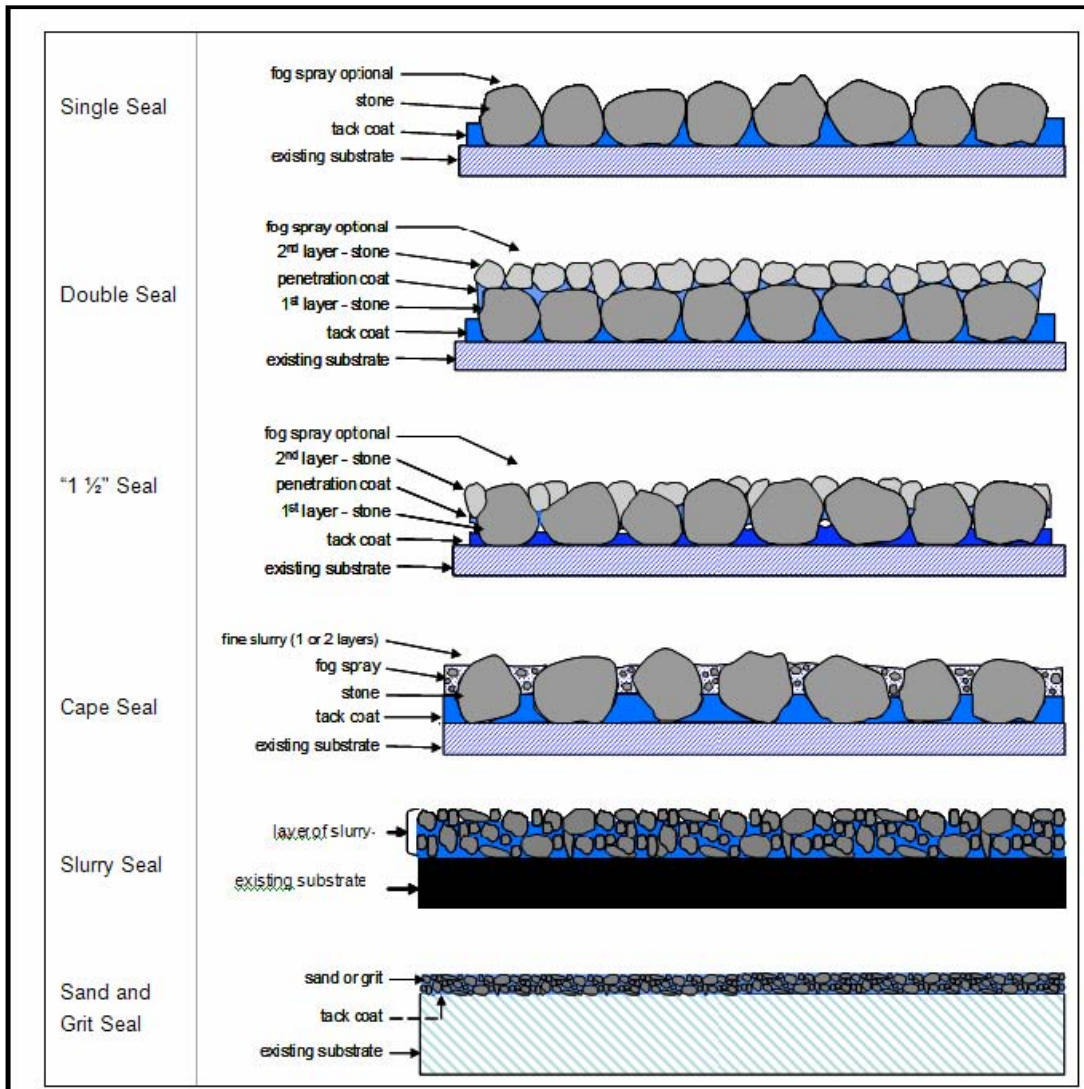 Single Seal
fog spray optional
stone
tack coat
existing substrate
Double Seal
fog spray optional
2nd layer - stone
penetration coat
1st layer - stone
tack coat
existing substrate
"1 ½" Seal
fog spray optional
2nd layer - stone
penetration coat
1st layer - stone
tack coat
existing substrate
Cape Seal
fine slurry (1 or 2 layers)
fog spray
stone
tack coat
existing substrate
Slurry Seal
layer of slurry-
existing substrate
Sand and
Grit Seal
sand or grit
tack coat
existing substrate